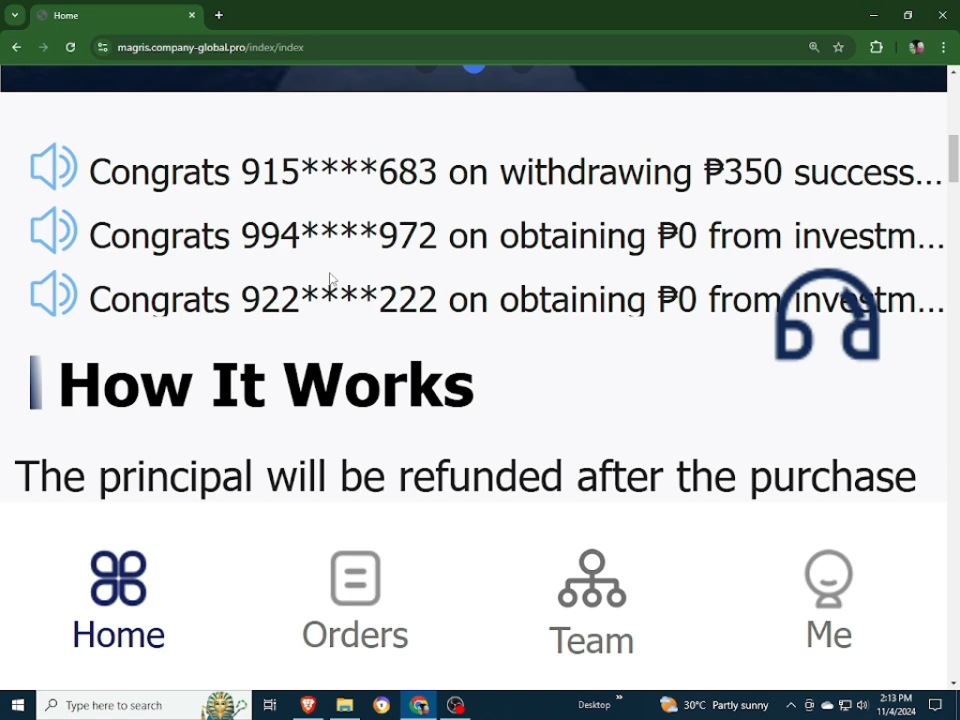 Home
magris.company-global.pro/index/index
Congrats 915****683 on withdrawing ₱350 success...
Congrats 994****972 on obtaining ₱0 from investm...
Congrats 922****222 on obtaining ₱0 from investm...
How It Works
The principal will be refunded after the purchase
Home
Orders
Team
Me
Type here to search
Desktop
30°C Partly sunny
2:13 PM
11/4/2024